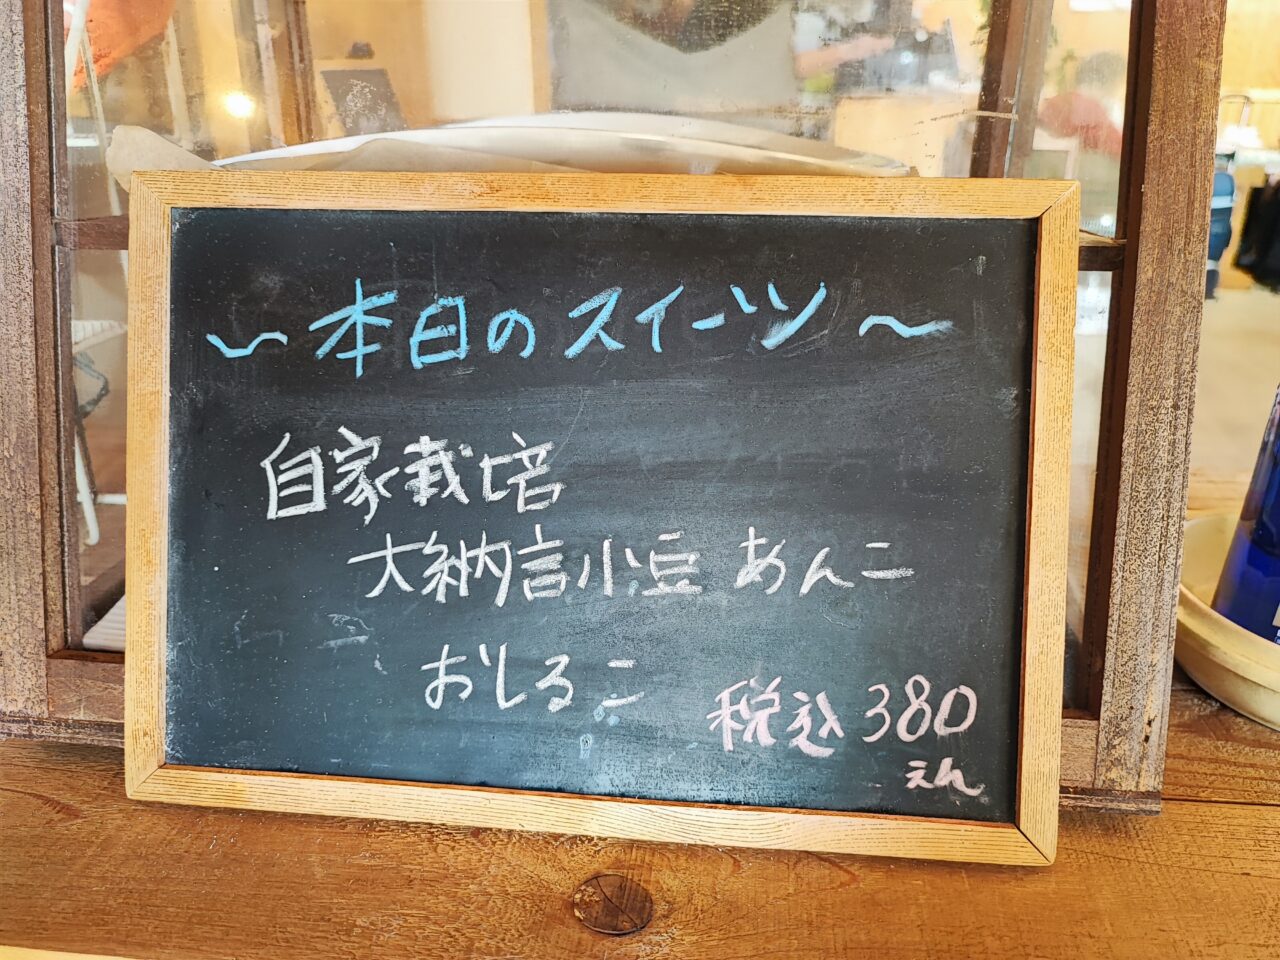 ~本日のスイーツ~
自家栽培
大納言小豆 あんこ
おしるこ
税込380
えん